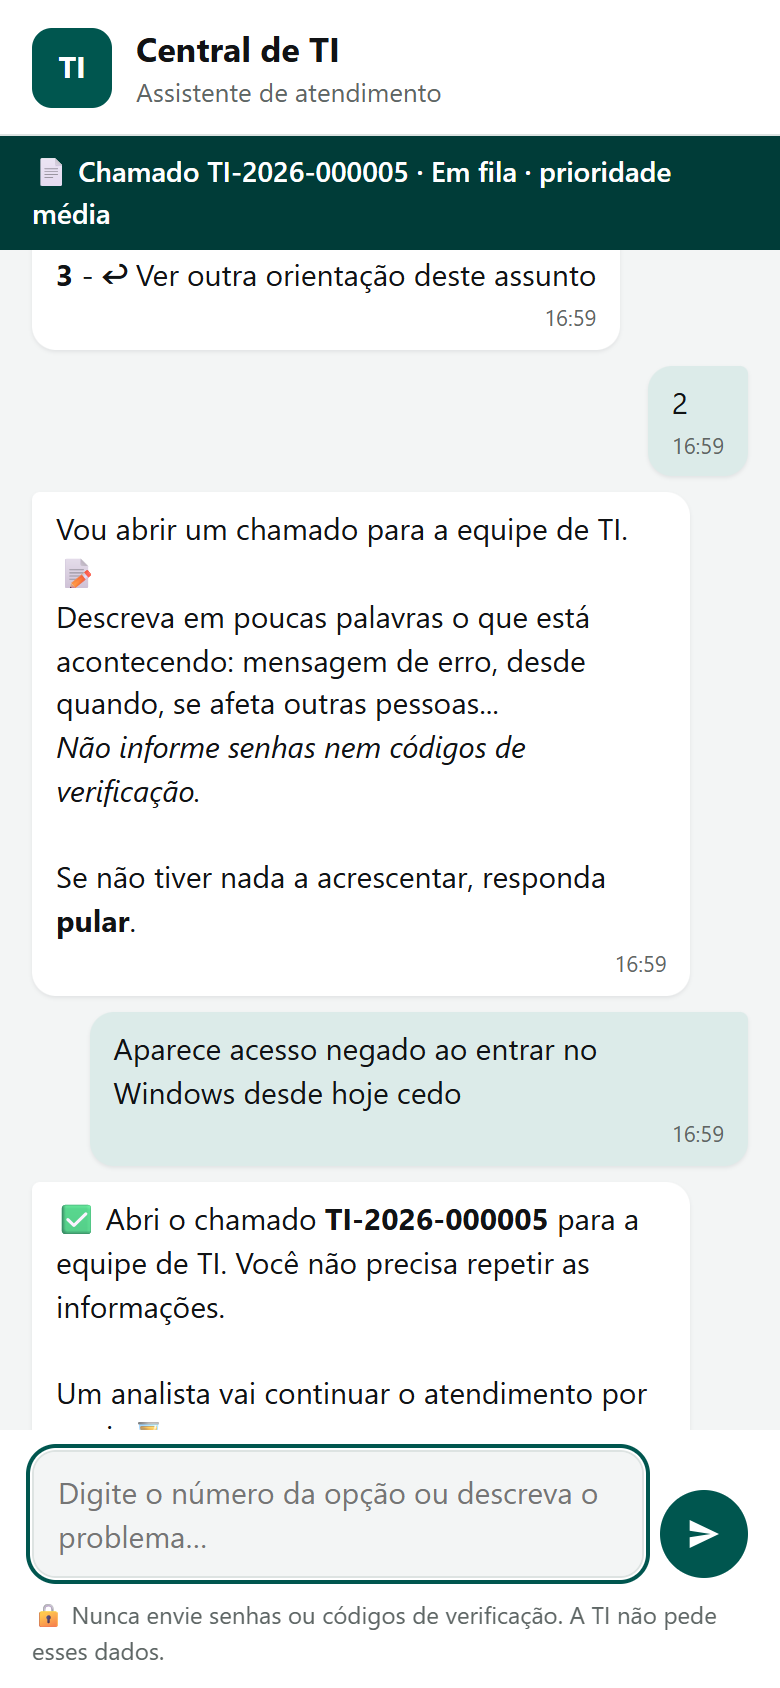 TI
Central de TI
Assistente de atendimento
Chamado TI-2026-000005 · Em fila · prioridade
média
3 - ↩ Ver outra orientação deste assunto
16:59
2
16:59
Vou abrir um chamado para a equipe de TI.
📝
Descreva em poucas palavras o que está
acontecendo: mensagem de erro, desde
quando, se afeta outras pessoas...
Não informe senhas nem códigos de
verificação.
Se não tiver nada a acrescentar, responda
pular.
16:59
Aparece acesso negado ao entrar no
Windows desde hoje cedo
16:59
✅ Abri o chamado TI-2026-000005 para a
equipe de TI. Você não precisa repetir as
informações.
Um analista vai continuar o atendimento por
Digite o número da opção ou descreva o
problema...
🔒 Nunca envie senhas ou códigos de verificação. A TI não pede
esses dados.